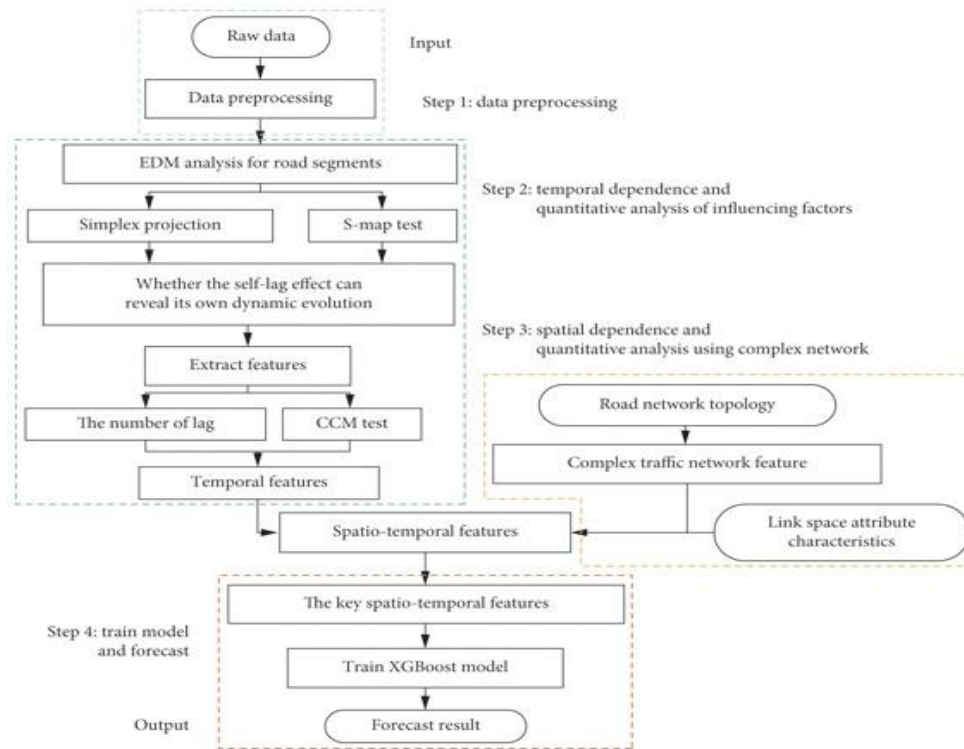 Raw data
Input
Data preprocessing
Step 1: data preprocessing
EDM analysis for road segments
Step 2: temporal dependence and
quantitative analysis of influencing factors
Simplex projection
S-map test
Whether the self-lag effect can
reveal its own dynamic evolution
Step 3: spatial dependence and
quantitative analysis using complex network
Extract features
The number of lag
CCM test
Temporal features
Road network topology
Complex traffic network feature
Link space attribute
characteristics
Spatio-temporal features
The key spatio-temporal features
Step 4: train model
and forecast
Train XGBoost model
Output
Forecast result